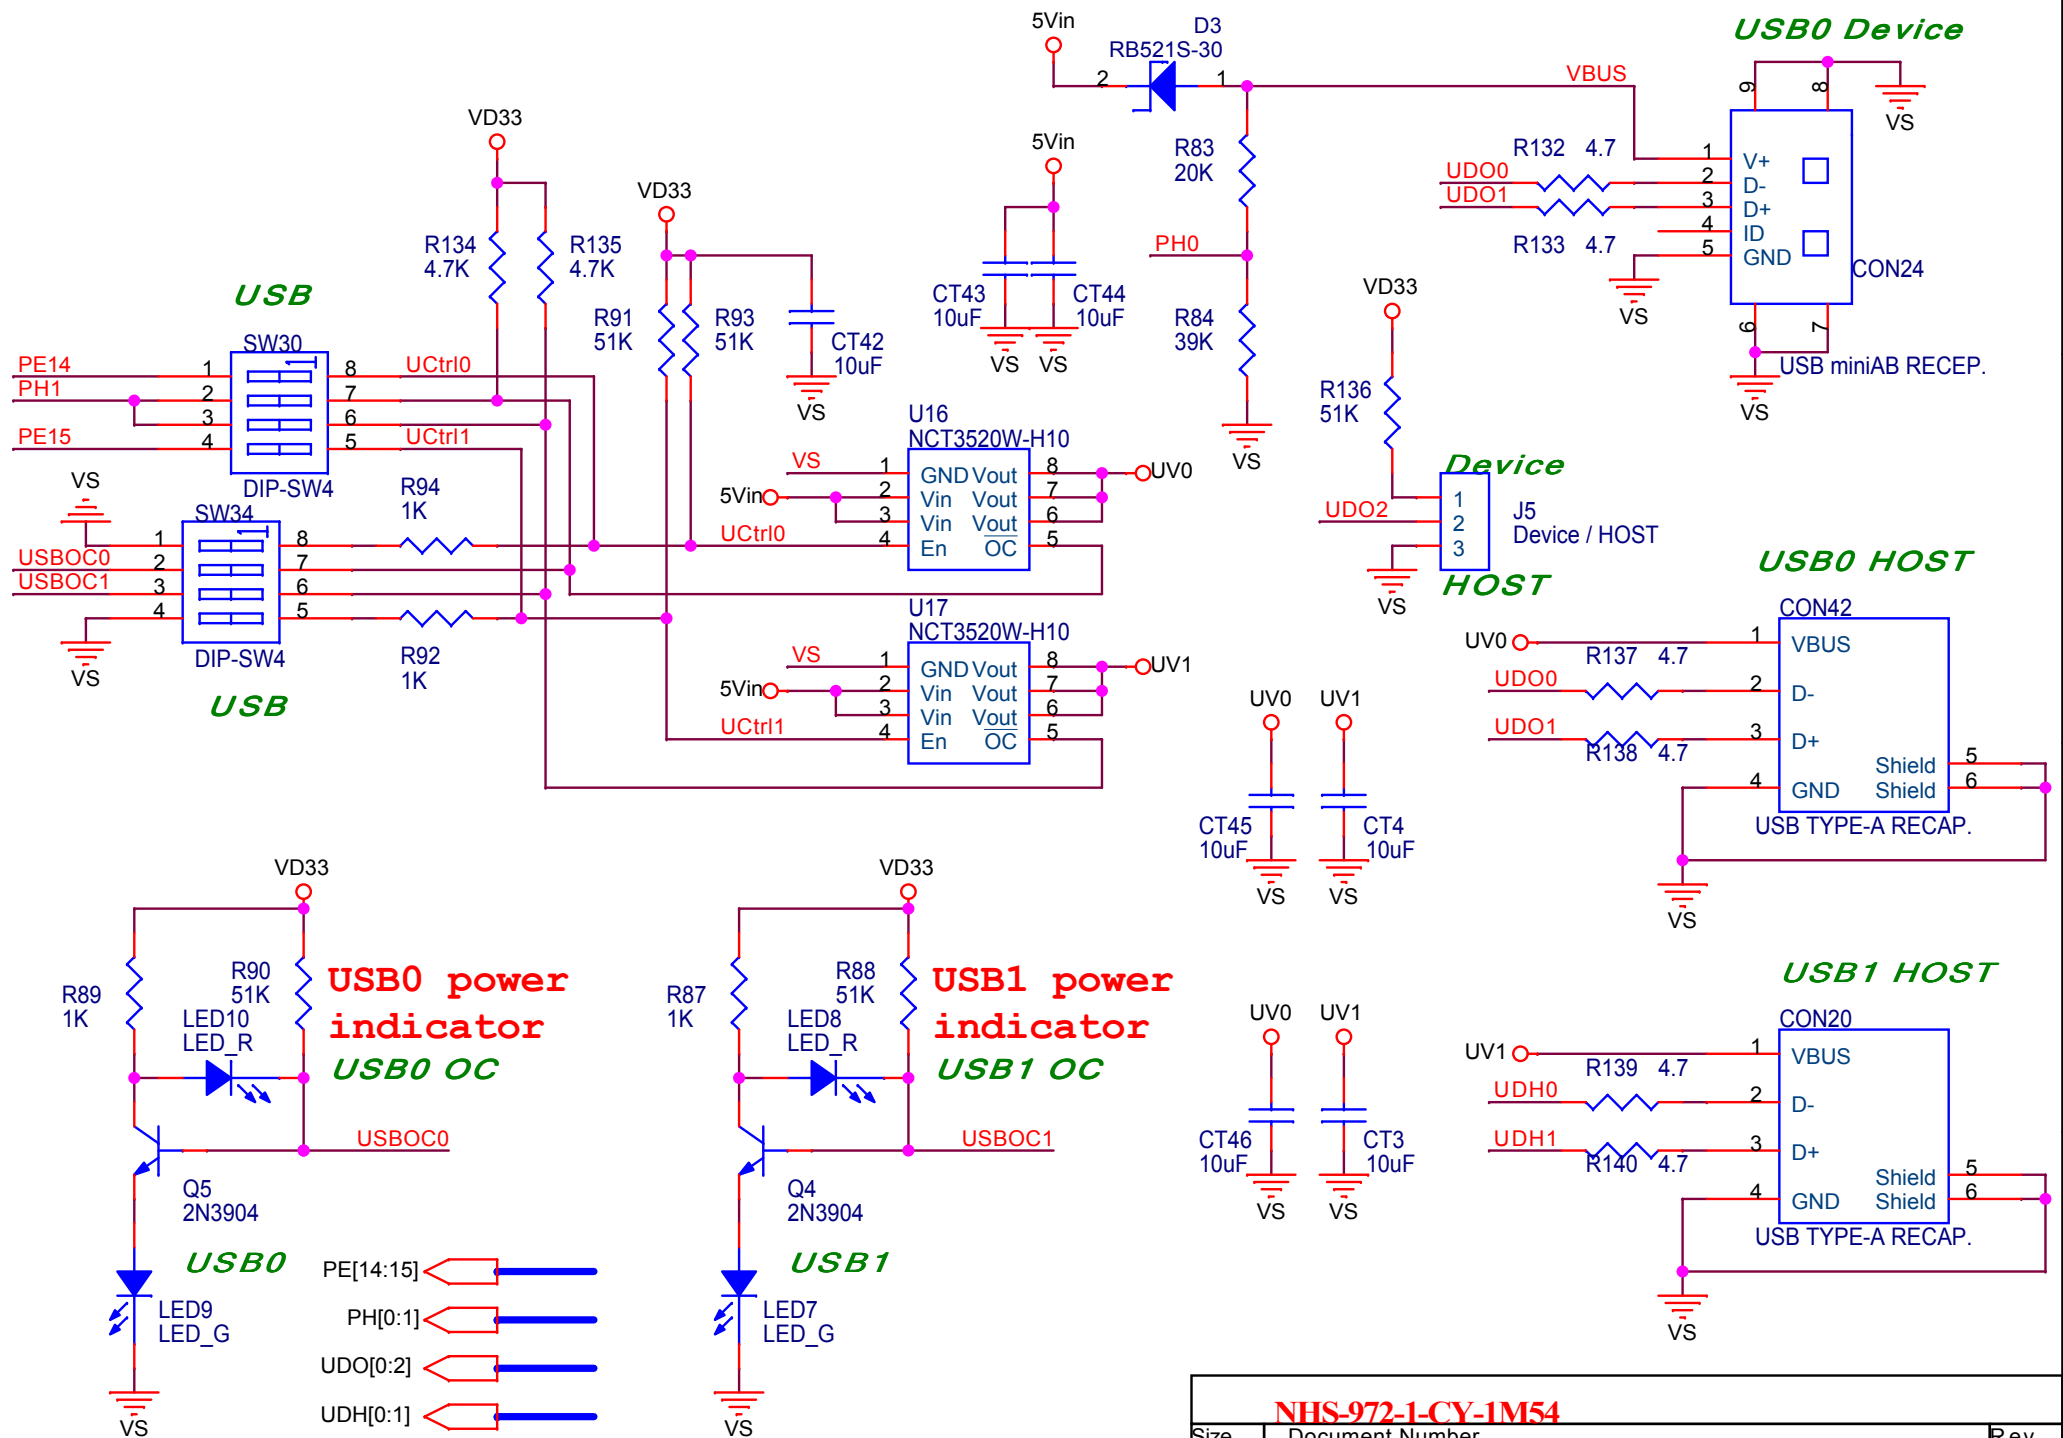 5Vin
D3
RB521S-30
2
1
VBUS
USB0 Device
9
8
VS
R132 4.7
UDO0
UDO1
R133 4.7
1 V+
2 D-
3 D+
4 ID
5 GND
VS
CON24
6
7
USB miniAB RECEP.
VS
VD33
R134
4.7K
R135
4.7K
VD33
R91
51K
R93
51K
CT42
10uF
VS
5Vin
CT43
10uF
CT44
10uF
VS
VS
R83
20K
PH0
R84
39K
VS
VD33
R136
51K
Device
UDO2
1
2
3
J5
Device / HOST
VS
HOST
USB
SW30
PE14
PH1
PE15
1
2
3
4
1
8
7
6
5
UCtrl0
UCtrl1
DIP-SW4
VS
SW34
USBOC0
USBOC1
1
2
3
4
1
8
7
6
5
VS
DIP-SW4
USB
R94
1K
R92
1K
U16
NCT3520W-H10
VS
5Vin
UCtrl0
1 GND Vout 8
2 Vin Vout 7
3 Vin Vout 6
4 En OC 5
UV0
U17
NCT3520W-H10
VS
5Vin
UCtrl1
1 GND Vout 8
2 Vin Vout 7
3 Vin Vout 6
4 En OC 5
UV1
USB0 HOST
CON42
UV0
R137 4.7
UDO0
UDO1
R138 4.7
1 VBUS
2 D-
3 D+
4 GND
Shield 5
Shield 6
USB TYPE-A RECAP.
VS
UV0
UV1
CT45
10uF
CT4
10uF
VS
VS
VD33
R89
1K
R90
51K
LED10
LED_R
USB0 power
indicator
USB0 OC
USBOC0
Q5
2N3904
USB0
LED9
LED_G
VS
VD33
R87
1K
R88
51K
LED8
LED_R
USB1 power
indicator
USB1 OC
USBOC1
Q4
2N3904
USB1
LED7
LED_G
VS
PE[14:15]
PH[0:1]
UDO[0:2]
UDH[0:1]
UV0
UV1
CT46
10uF
CT3
10uF
VS
VS
USB1 HOST
CON20
UV1
R139 4.7
UDH0
UDH1
R140 4.7
1 VBUS
2 D-
3 D+
4 GND
Shield 5
Shield 6
USB TYPE-A RECAP.
VS
NHS-972-1-CY-1M54
Size
Document Number
Rev